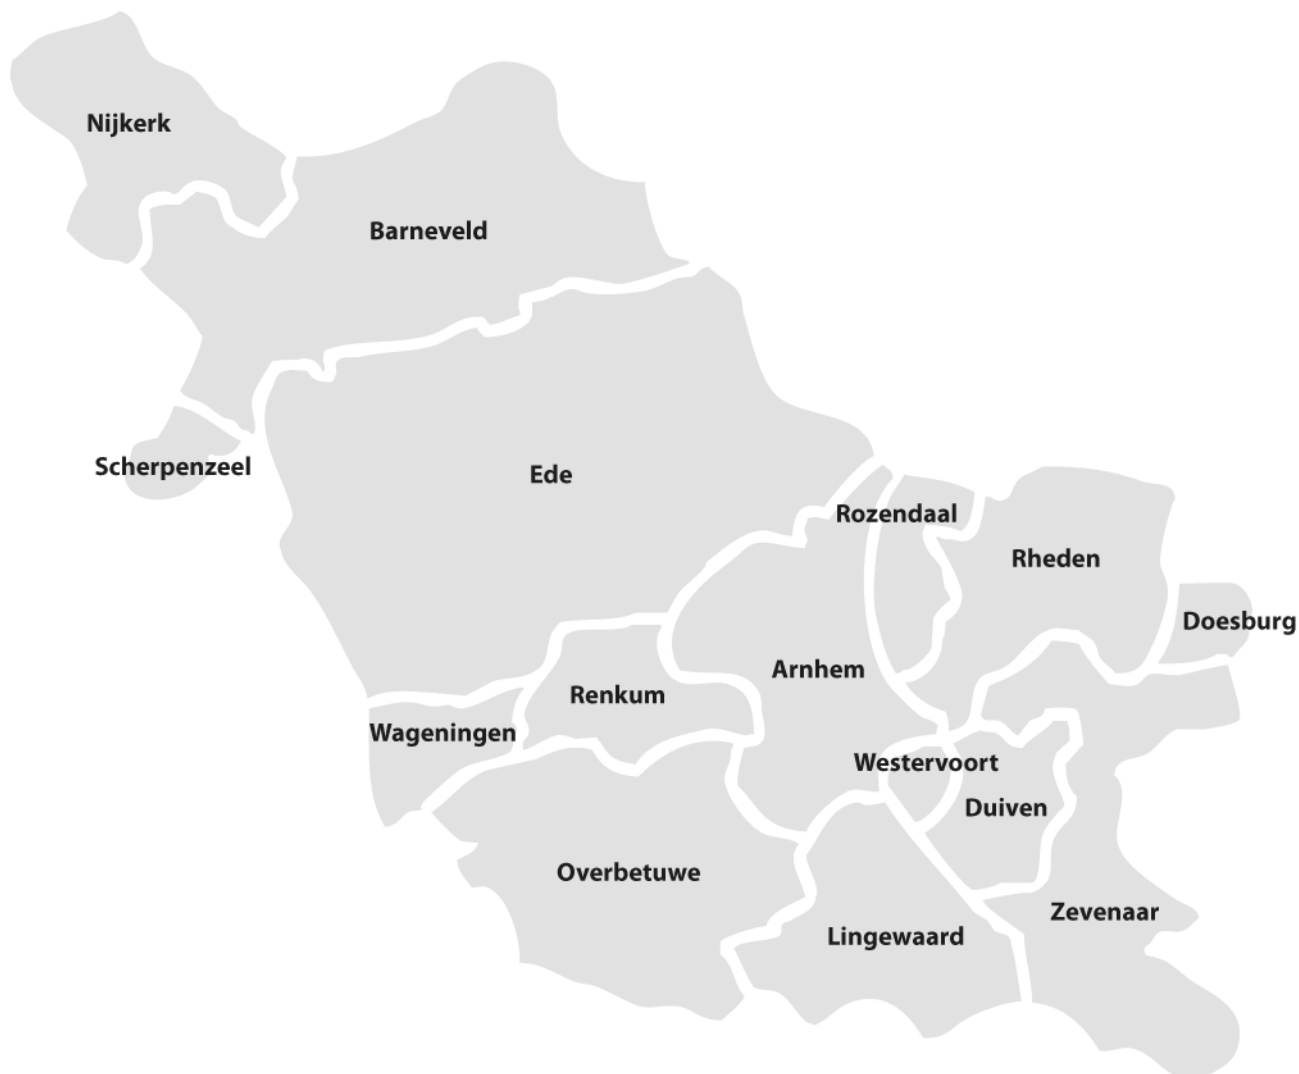 Nijkerk
Barneveld
Scherpenzeel
Ede
Rozendaal
Rheden
Doesburg
Arnhem
Renkum
Wageningen
Westervoort
Duiven
Overbetuwe
Zevenaar
Lingewaard